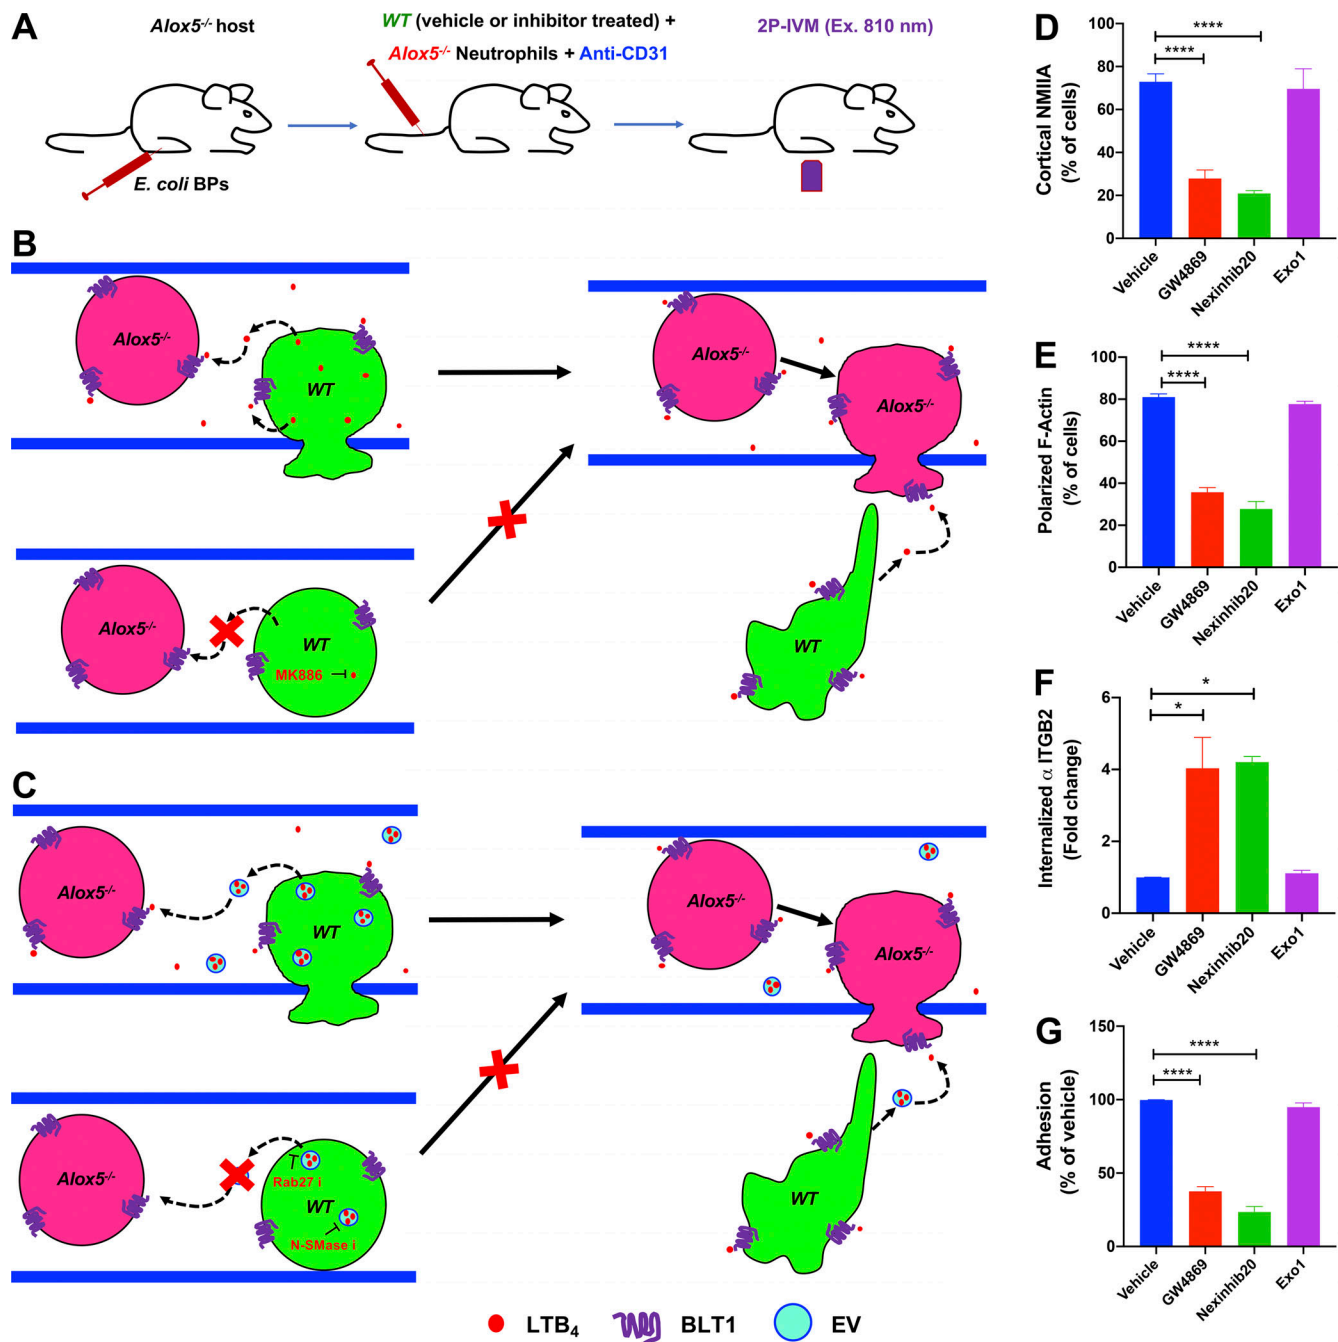 A
Alox5-/- host
WT (vehicle or inhibitor treated) +
Alox5-/- Neutrophils + Anti-CD31
2P-IVM (Ex. 810 nm)
E. coli BPs
B
Alox5-/-
WT
Alox5-/-
Alox5-/-
Alox5-/-
WT
MK886
WT
C
Alox5-/-
WT
Alox5-/-
Alox5-/-
Alox5-/-
Rab27 i
WT
N-SMase i
WT
LTB4
BLT1
EV
D
Cortical NMIIA
(% of cells)
100
80
60
40
20
0
****
****
Vehicle
GW4869
Nexinhib20
Exo1
E
Polarized F-Actin
(% of cells)
100
80
60
40
20
0
****
****
Vehicle
GW4869
Nexinhib20
Exo1
F
Internalized α ITGB2
(Fold change)
6
4
2
0
*
*
Vehicle
GW4869
Nexinhib20
Exo1
G
Adhesion
(% of vehicle)
150
100
50
0
****
****
Vehicle
GW4869
Nexinhib20
Exo1